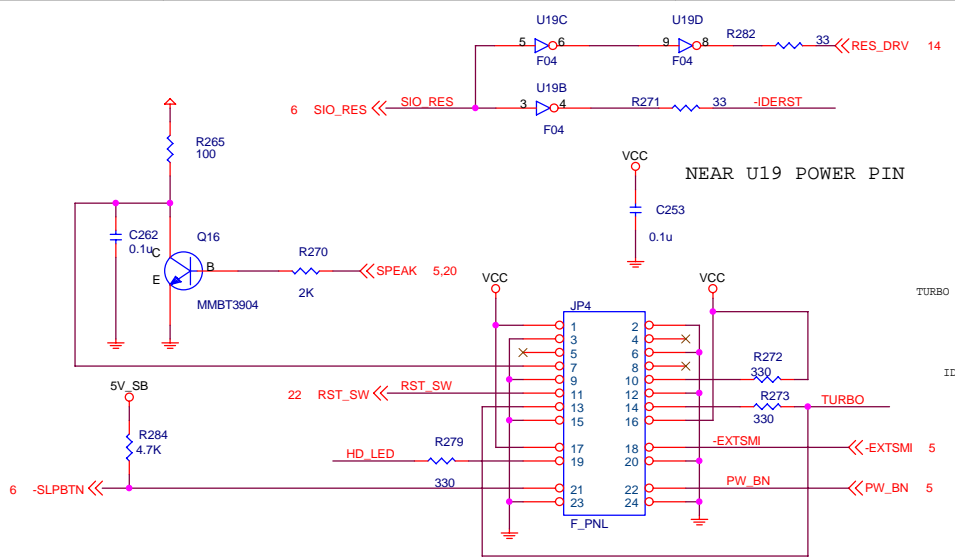 U19C U19D
5 6 9 8 R282 33 RES_DRV 14
F04 F04
U19B
6 SIO_RES SIO_RES 3 4 R271 33 -IDERST
F04
R265
100
VCC
NEAR U19 POWER PIN
C253
0.1u
C262
0.1u
Q16
C
B
E
MMBT3904
R270
2K
SPEAK 5,20
VCC VCC
TURBO
JP4
1 2
3 4
5 6
7 8
9 10
11 12
13 14
15 16
17 18
19 20
21 22
23 24
F_PNL
R272
330
ID
R273
330
TURBO
5V_SB
22 RST_SW RST_SW
R284
4.7K
HD_LED R279
330
-EXTSMI -EXTSMI 5
6 -SLPBTN
PW_BN PW_BN 5